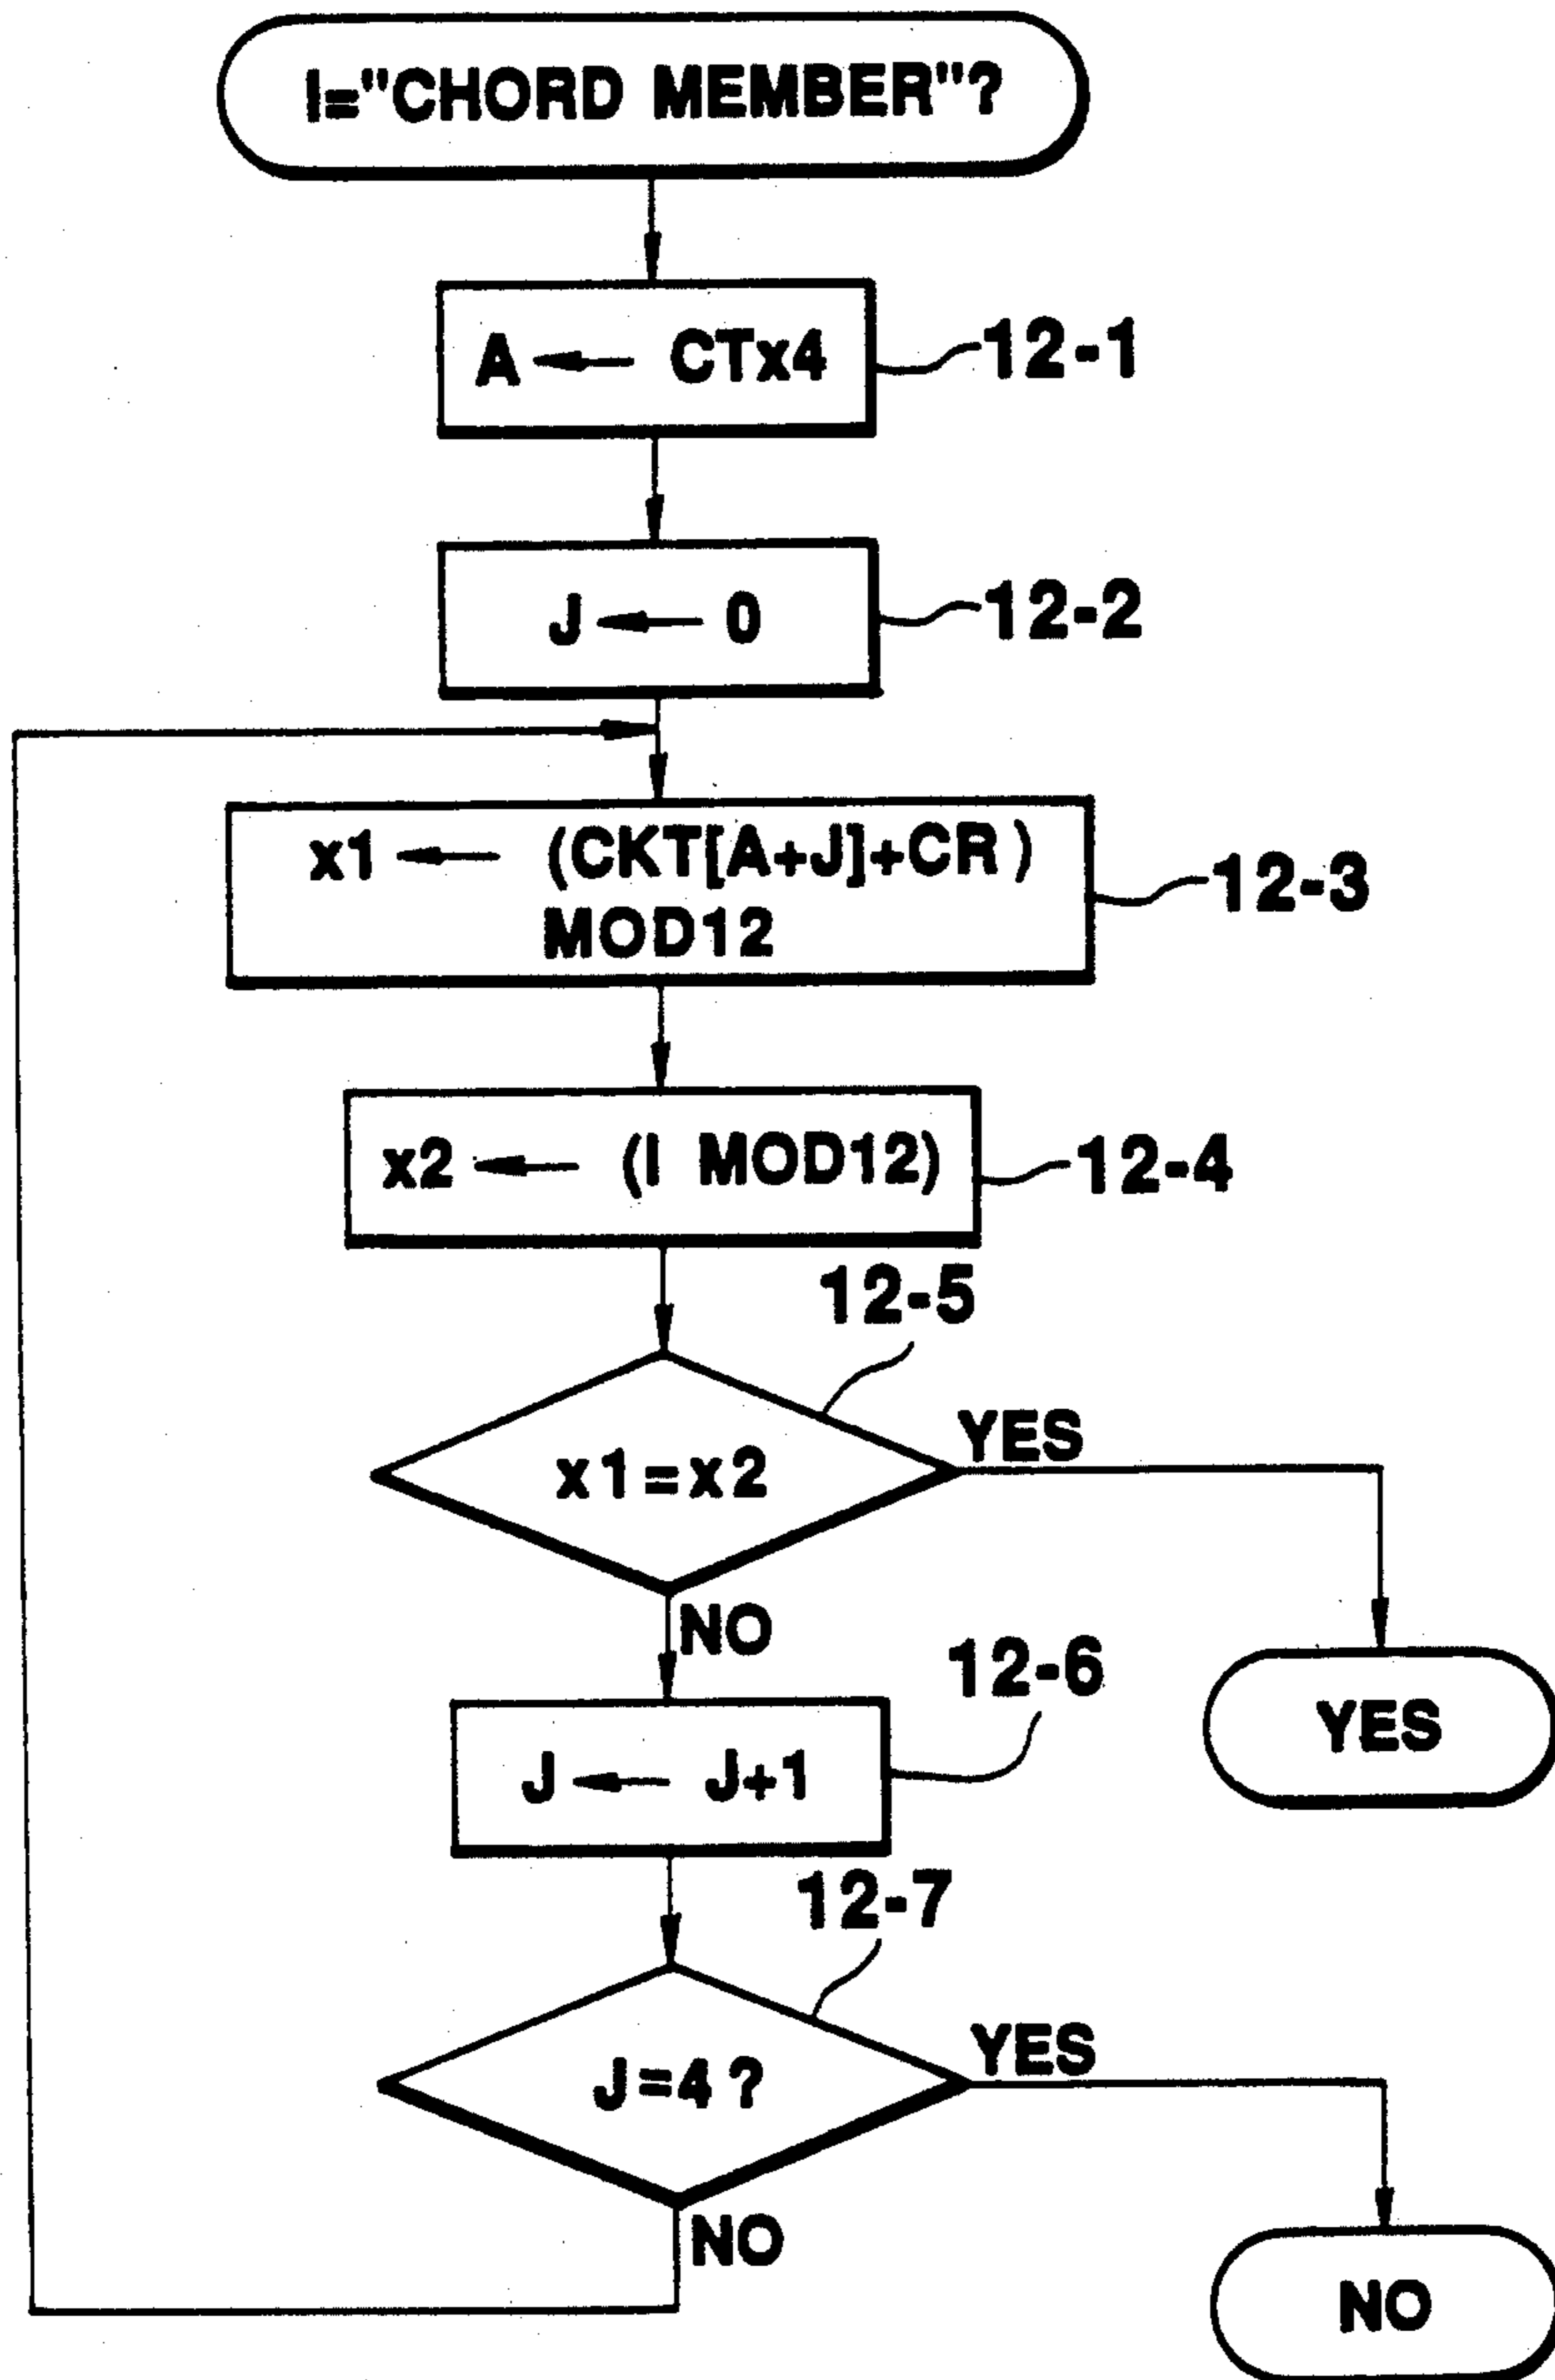 I="CHORD MEMBER"?
A ← CTx4
12-1
J ← 0
12-2
x1 ← (CKT[A+J]+CR)
MOD12
12-3
x2 ← (I MOD12)
12-4
12-5
x1=x2
YES
NO
12-6
YES
J ← J+1
12-7
J=4?
YES
NO
NO